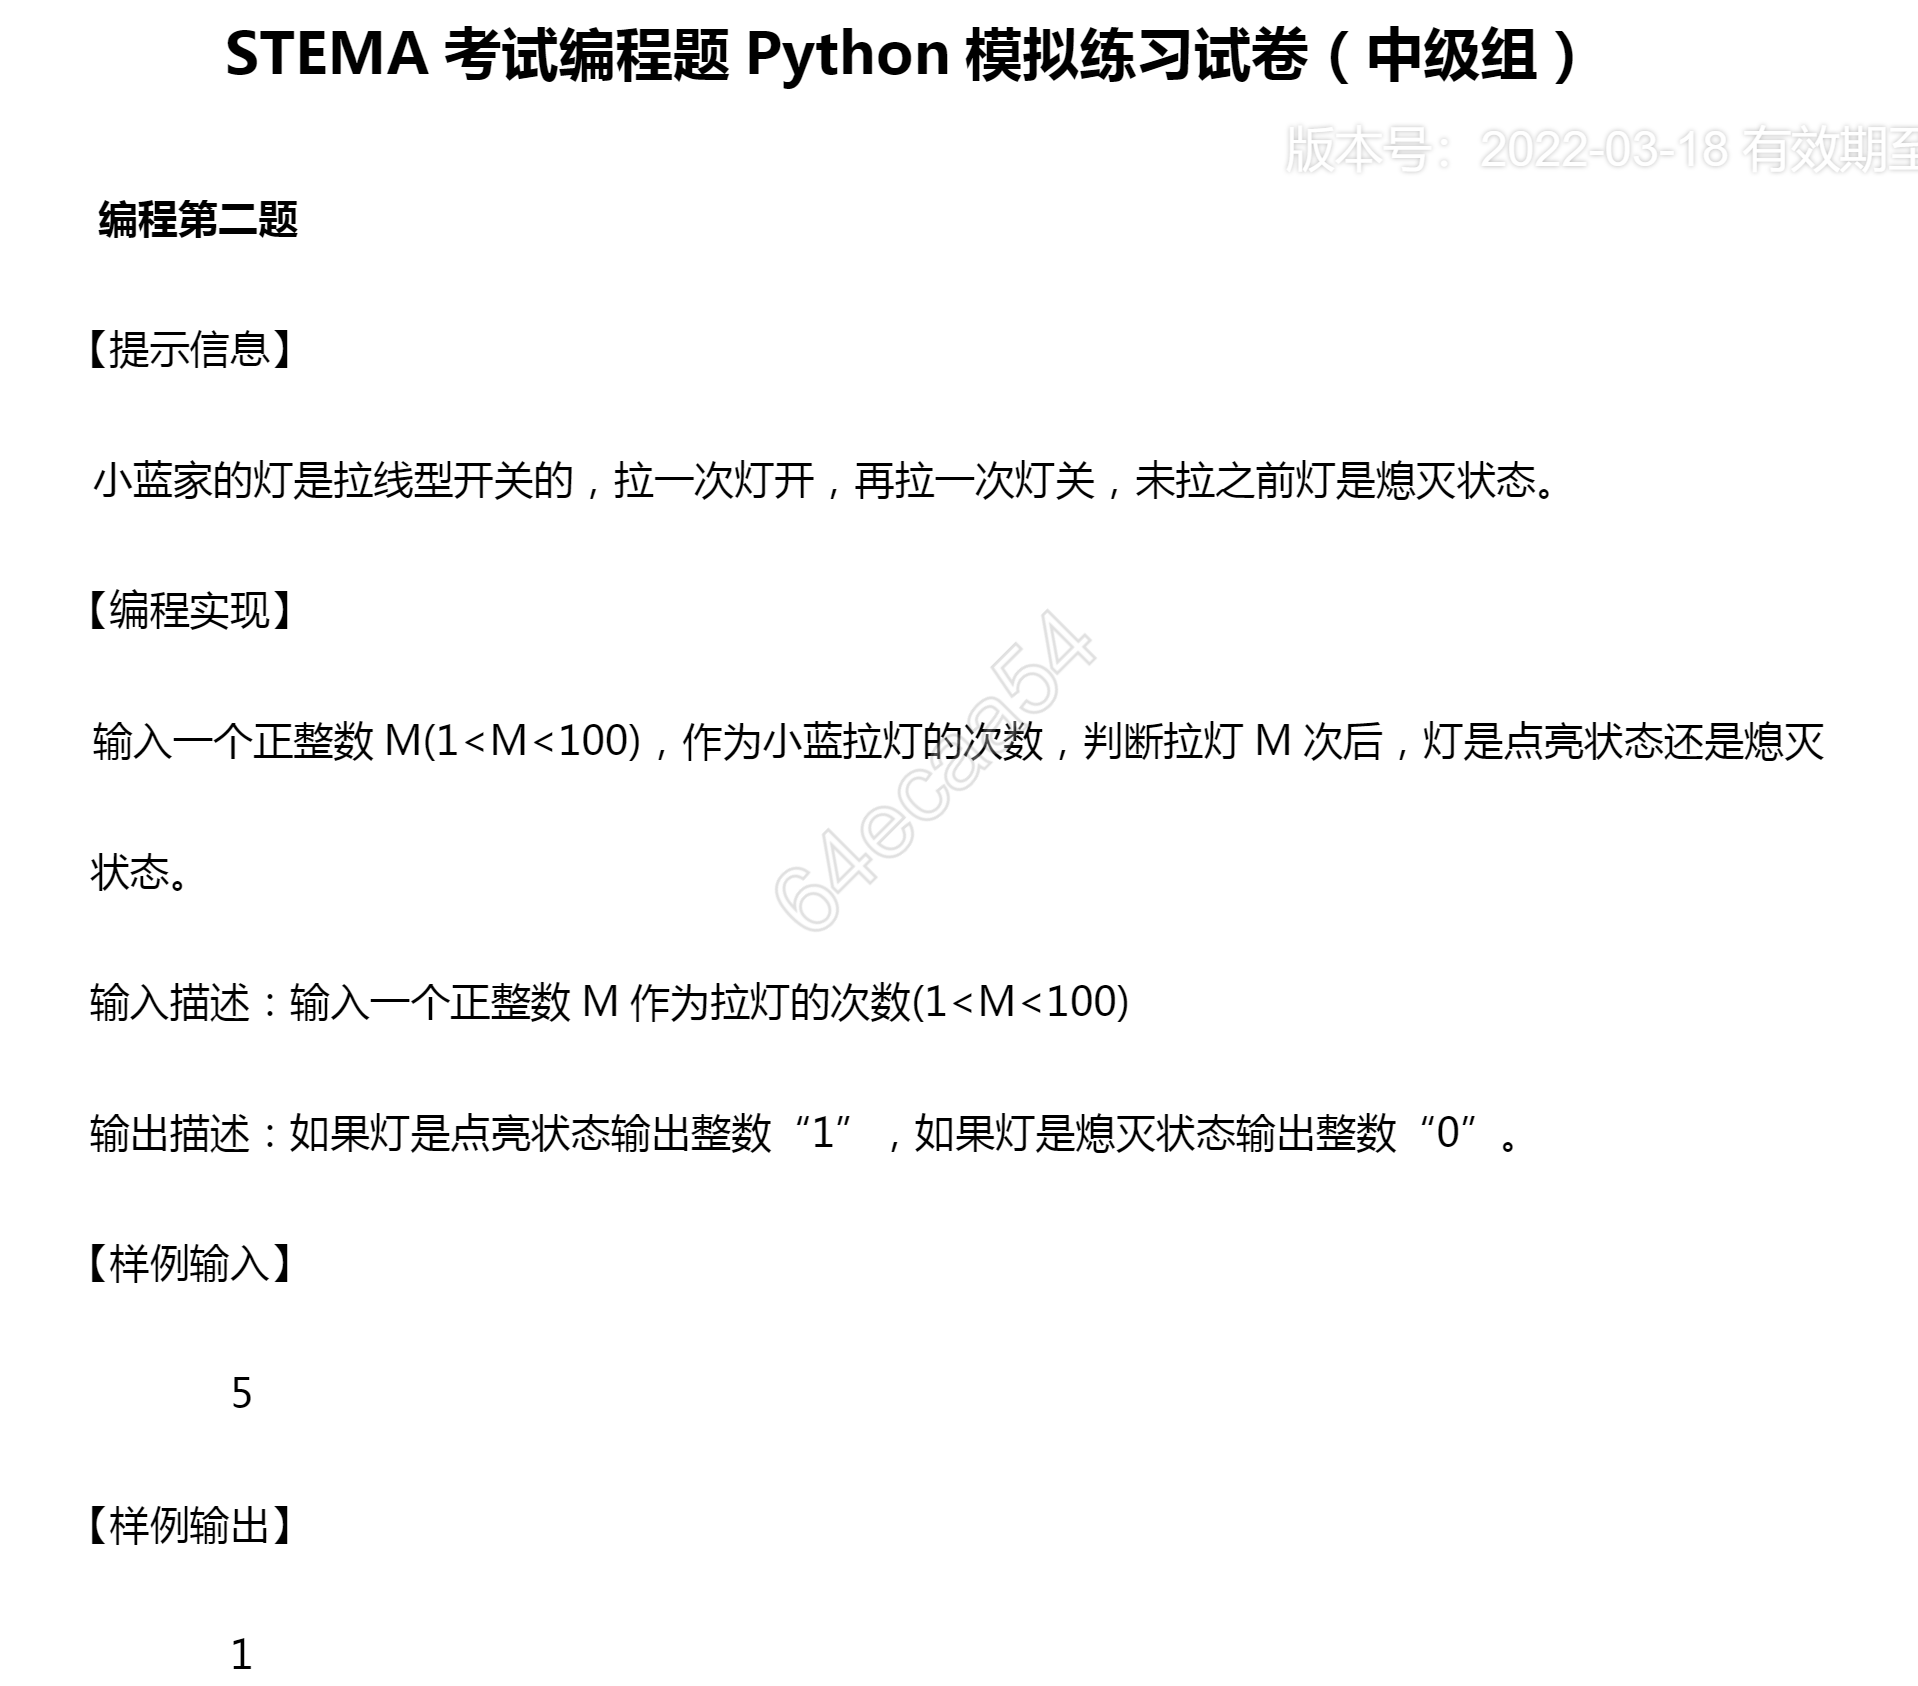 STEMA 考试编程题 Python 模拟练习试卷（中级组）
版本号：2022-03-18 有效期至
编程第二题
【提示信息】
小蓝家的灯是拉线型开关的，拉一次灯开，再拉一次灯关，未拉之前灯是熄灭状态。
【编程实现】
输入一个正整数 M(1<M<100)，作为小蓝拉灯的次数，判断拉灯 M 次后，灯是点亮状态还是熄灭
状态。
64ecaa54
输入描述：输入一个正整数 M 作为拉灯的次数(1<M<100)
输出描述：如果灯是点亮状态输出整数“1”，如果灯是熄灭状态输出整数“0”。
【样例输入】
5
【样例输出】
1